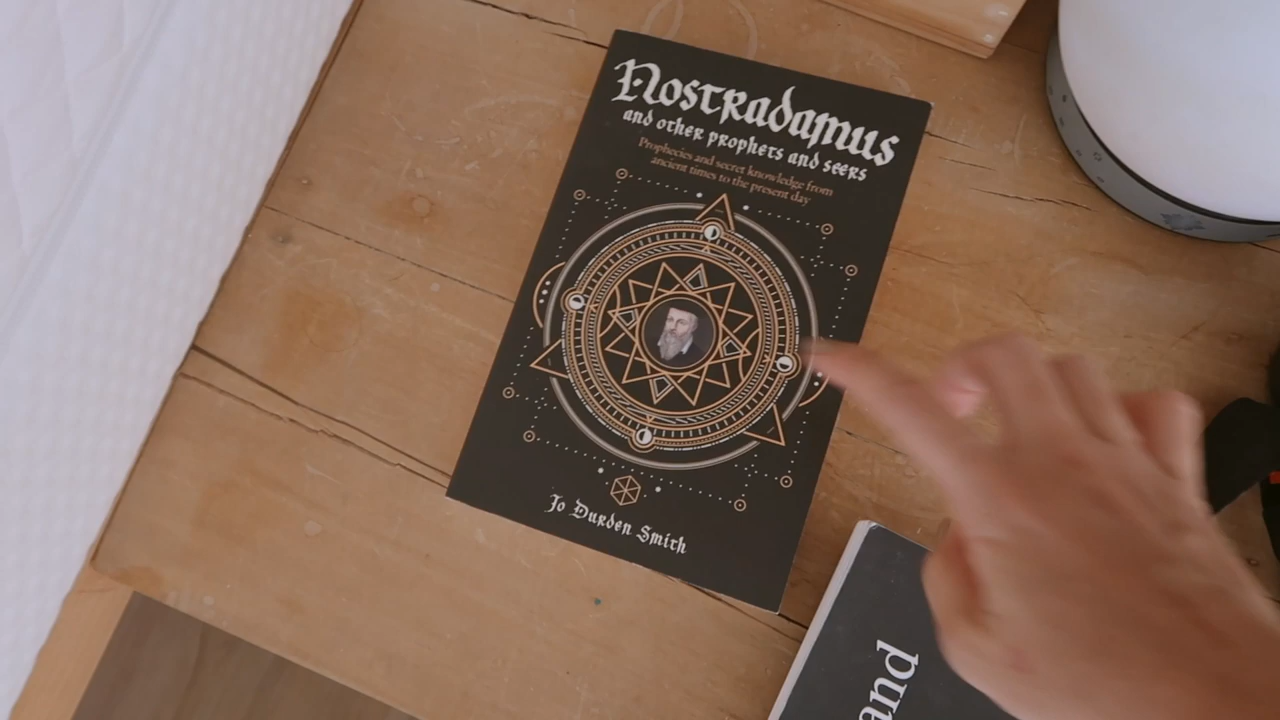 Nostradamus
and other prophets and seers
Prophecies and secret knowledge from
ancient times to the present day
Jo Durden Smith
and